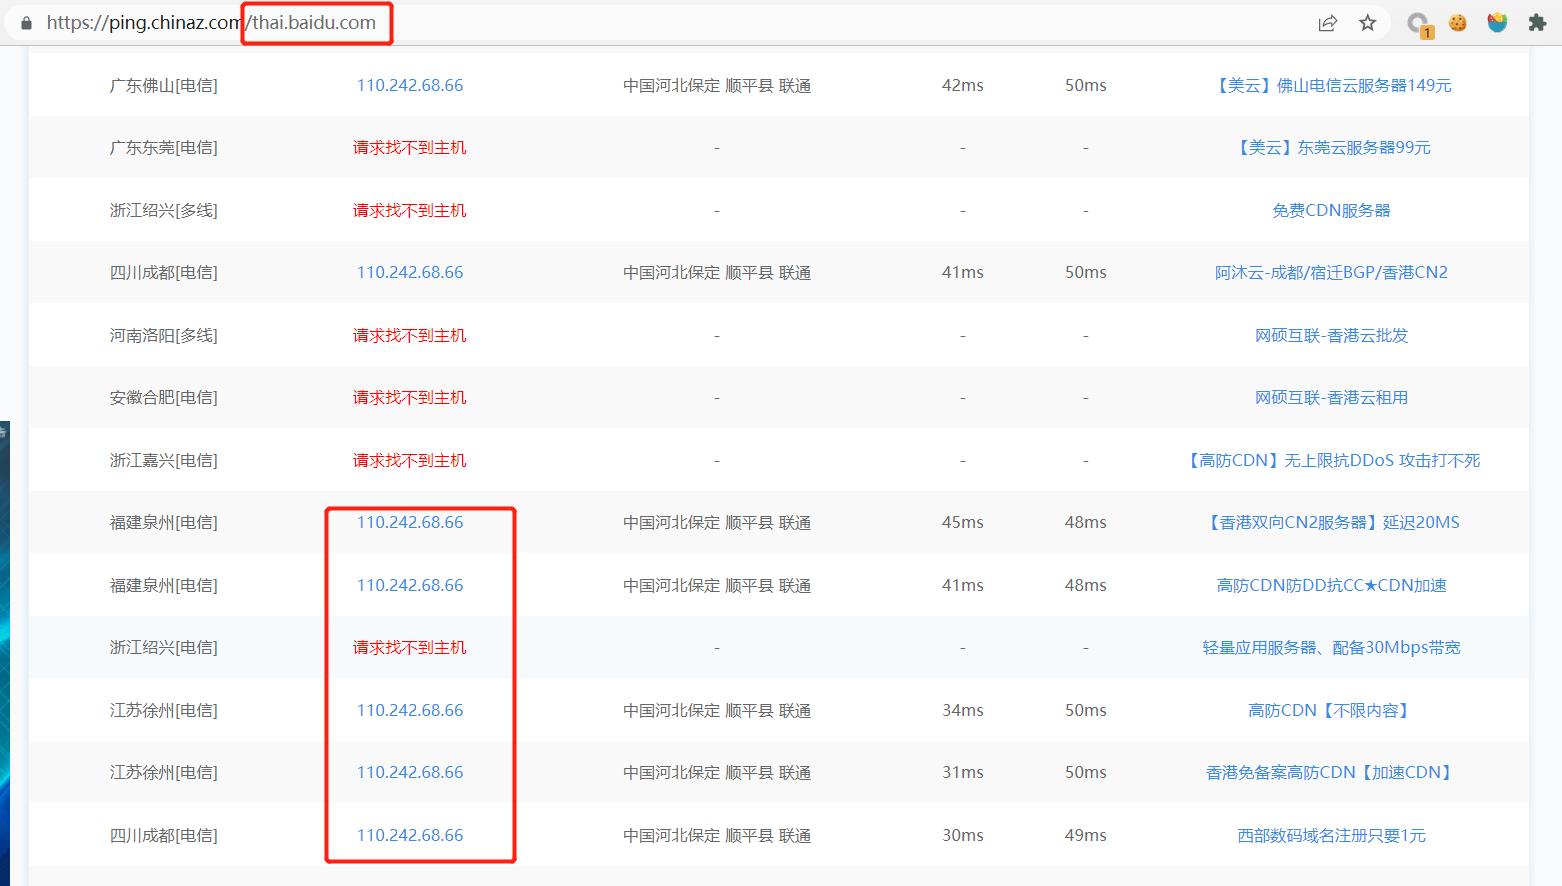 https://ping.chinaz.com/thai.baidu.com 1
广东佛山[电信] 110.242.68.66 中国河北保定 顺平县 联通 42ms 50ms 【美云】佛山电信云服务器149元
广东东莞[电信] 请求找不到主机 - - - 【美云】东莞云服务器99元
浙江绍兴[多线] 请求找不到主机 - - - 免费CDN服务器
四川成都[电信] 110.242.68.66 中国河北保定 顺平县 联通 41ms 50ms 阿沐云-成都/宿迁BGP/香港CN2
河南洛阳[多线] 请求找不到主机 - - - 网硕互联-香港云批发
安徽合肥[电信] 请求找不到主机 - - - 网硕互联-香港云租用
浙江嘉兴[电信] 请求找不到主机 - - - 【高防CDN】无上限抗DDoS 攻击打不死
福建泉州[电信] 110.242.68.66 中国河北保定 顺平县 联通 45ms 48ms 【香港双向CN2服务器】延迟20MS
福建泉州[电信] 110.242.68.66 中国河北保定 顺平县 联通 41ms 48ms 高防CDN防DD抗CC★CDN加速
浙江绍兴[电信] 请求找不到主机 - - - 轻量应用服务器、配备30Mbps带宽
江苏徐州[电信] 110.242.68.66 中国河北保定 顺平县 联通 34ms 50ms 高防CDN【不限内容】
江苏徐州[电信] 110.242.68.66 中国河北保定 顺平县 联通 31ms 50ms 香港免备案高防CDN【加速CDN】
四川成都[电信] 110.242.68.66 中国河北保定 顺平县 联通 30ms 49ms 西部数码域名注册只要1元